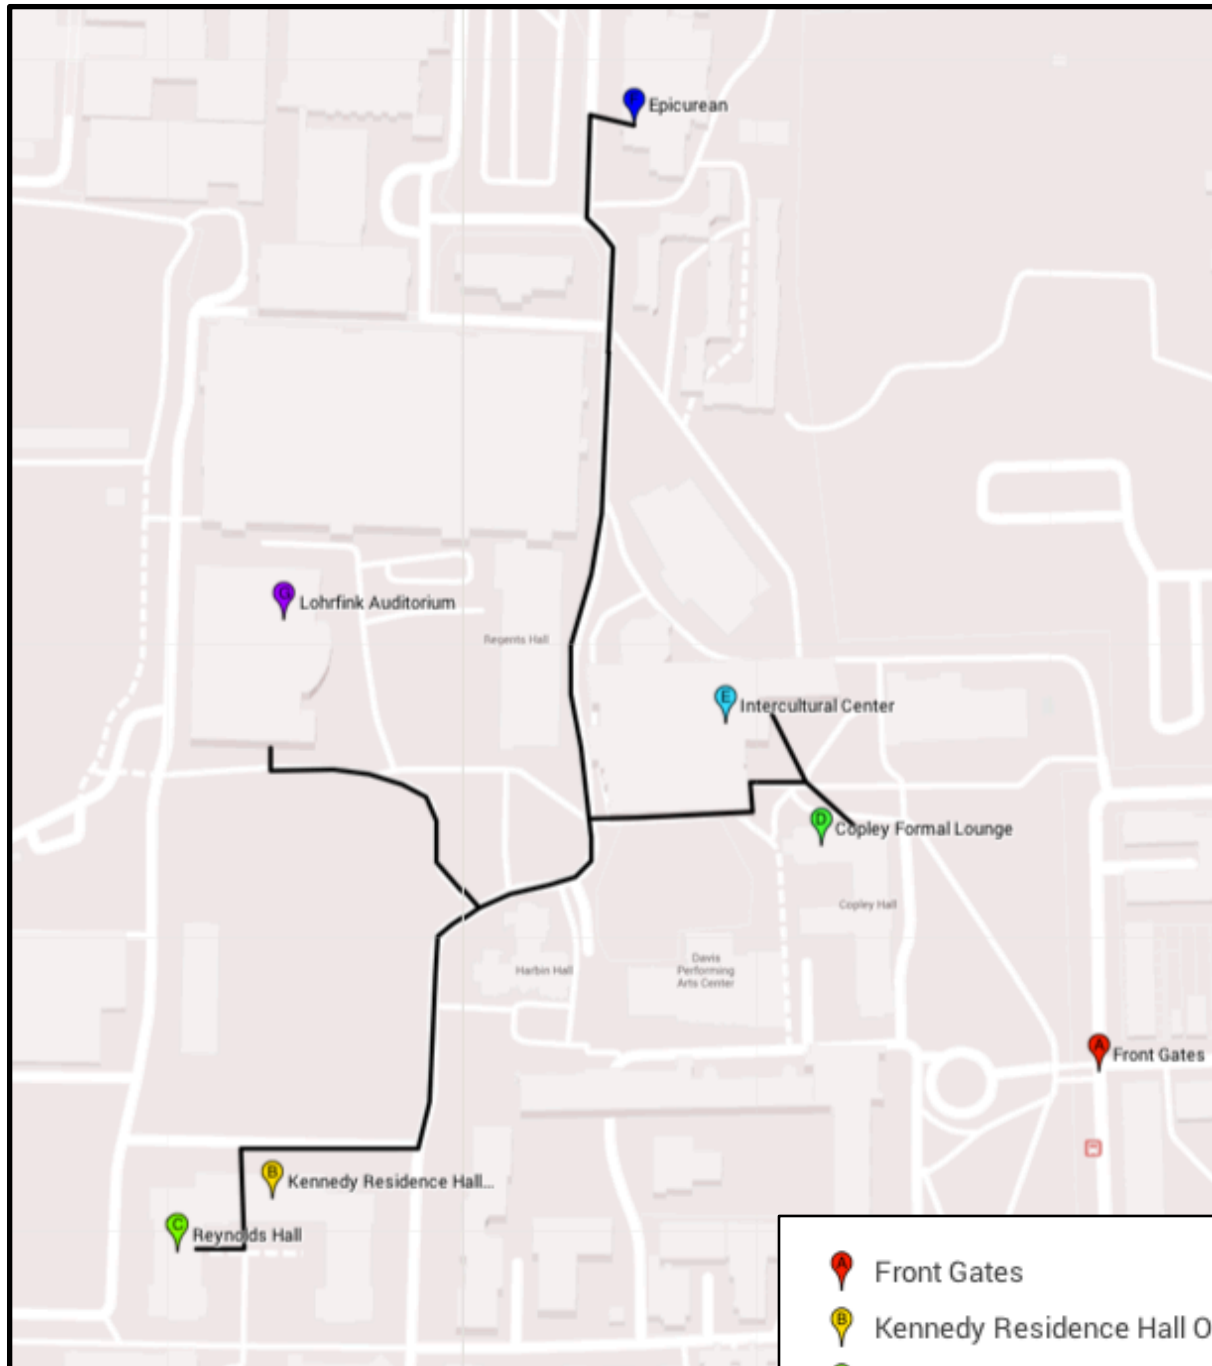 Epicurean
G
Lohrfink Auditorium
Regents Hall
E
Intercultural Center
D
Copley Formal Lounge
Copley Hall
Harbin Hall
Davis
Performing
Arts Center
A
Front Gates
B
Kennedy Residence Hall...
C
Reynolds Hall
A
Front Gates
B
Kennedy Residence Hall O